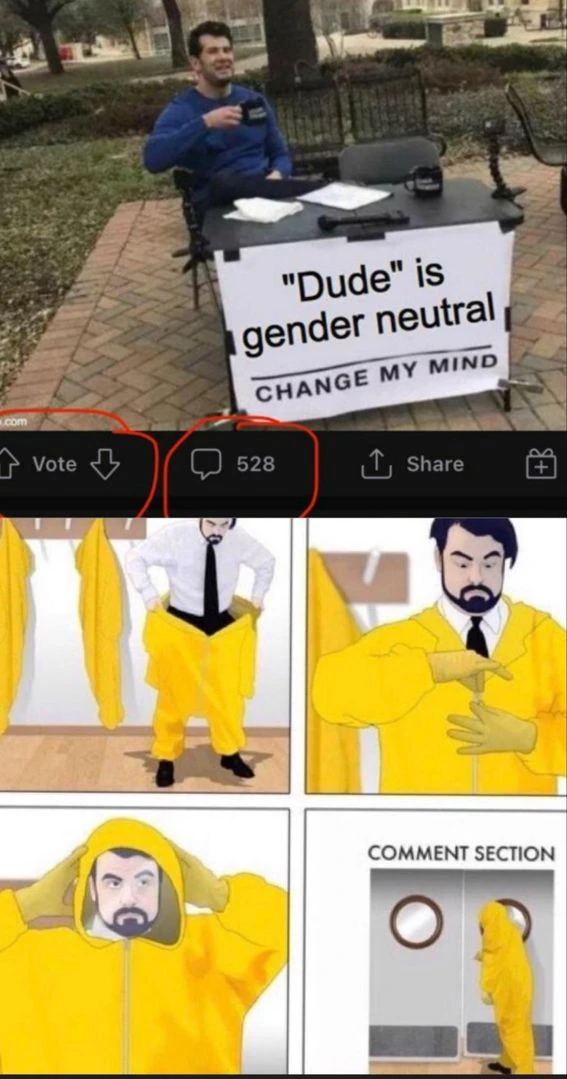 "Dude" is
gender neutral
CHANGE MY MIND
.com
Vote
528
Share
COMMENT SECTION